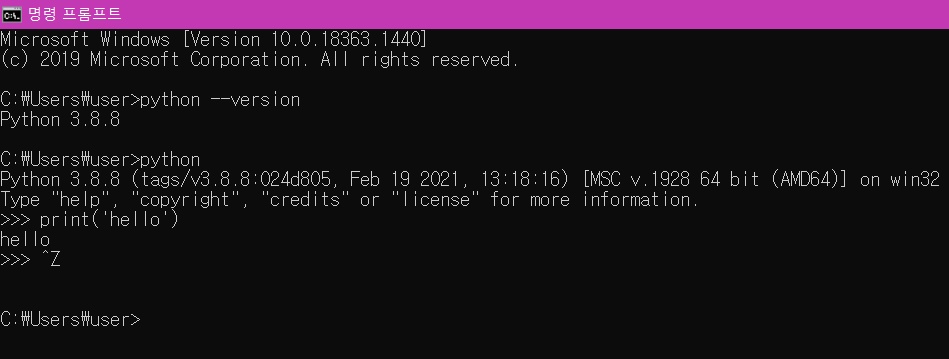 명령 프롬프트
Microsoft Windows [Version 10.0.18363.1440]
(c) 2019 Microsoft Corporation. All rights reserved.
C:₩Users₩user>python --version
Python 3.8.8
C:₩Users₩user>python
Python 3.8.8 (tags/v3.8.8:024d805, Feb 19 2021, 13:18:16) [MSC v.1928 64 bit (AMD64)] on win32
Type "help", "copyright", "credits" or "license" for more information.
>>> print('hello')
hello
>>> ^Z
C:₩Users₩user>